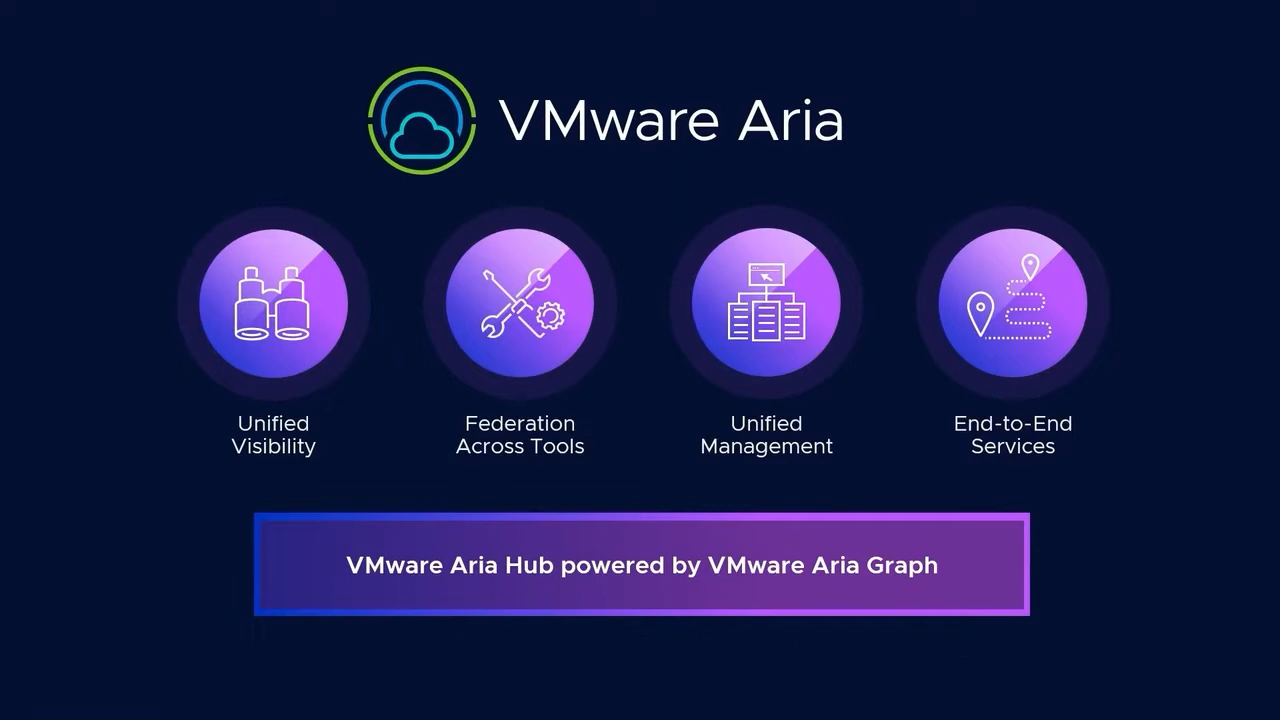 VMware Aria
Unified
Visibility
Federation
Across Tools
Unified
Management
End-to-End
Services
VMware Aria Hub powered by VMware Aria Graph